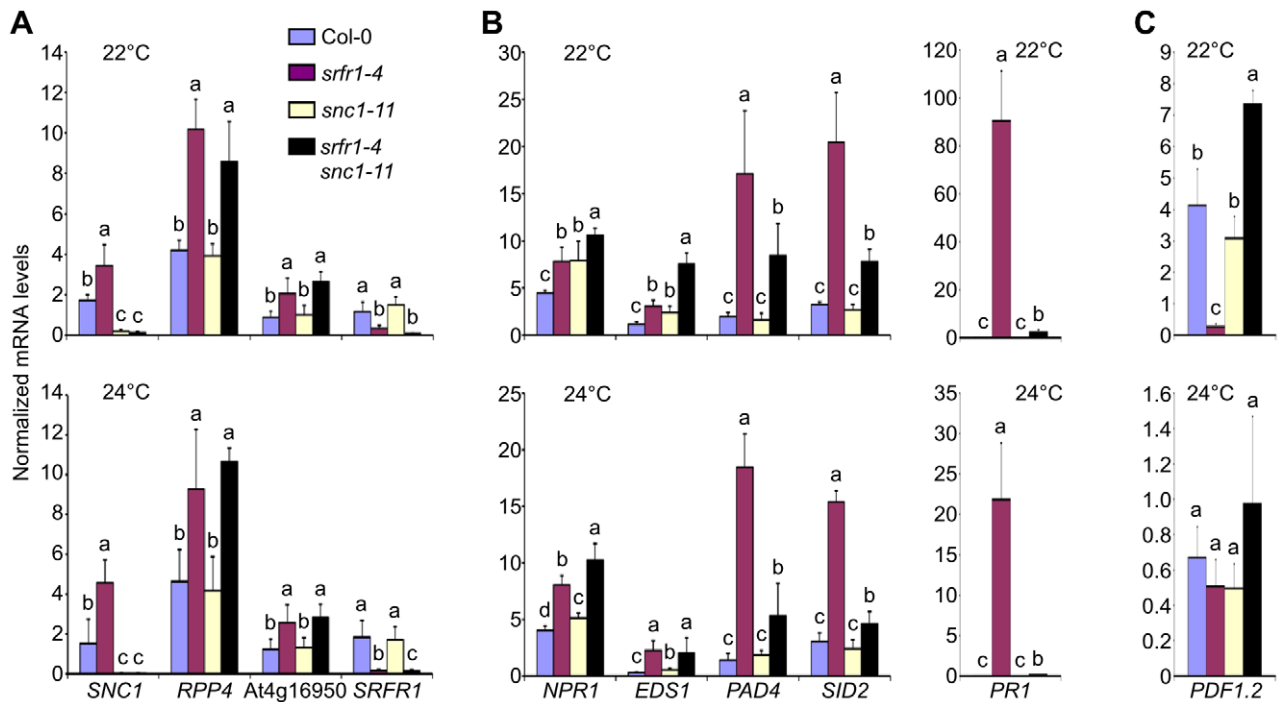 A
B
C
Normalized mRNA levels
22°C
14
12
10
8
6
4
2
0
b
a
c
c
b
a
b
a
b
a
b
a
a
b
a
b
Col-0
srfr1-4
snc1-11
srfr1-4
snc1-11
24°C
14
12
10
8
6
4
2
0
b
a
c
c
b
a
b
a
b
a
b
a
a
b
a
c
SNC1
RPP4
At4g16950
SRFR1
22°C
30
25
20
15
10
5
0
c
b
b
a
c
b
b
a
c
a
c
b
c
a
c
b
24°C
25
20
15
10
5
0
d
b
c
a
c
a
b
a
c
a
c
b
c
a
c
b
NPR1
EDS1
PAD4
SID2
22°C
120
100
80
60
40
20
0
c
a
c
b
24°C
35
30
25
20
15
10
5
0
c
a
c
b
PR1
22°C
9
8
7
6
5
4
3
2
1
0
b
c
b
a
24°C
1.6
1.4
1.2
1.0
0.8
0.6
0.4
0.2
0
a
a
a
a
PDF1.2